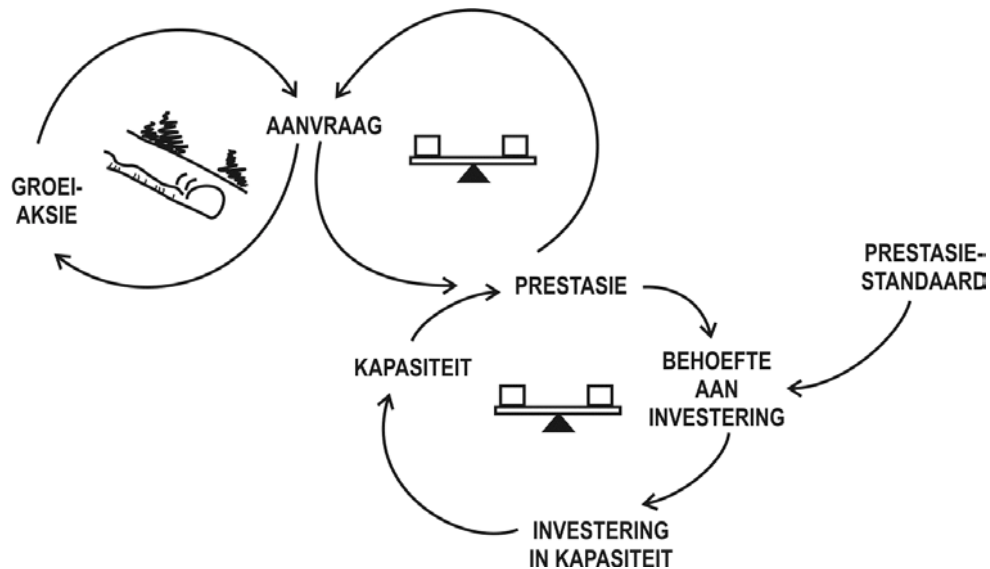 AANVRAAG
GROEI-
AKSIE
PRESTASIE
PRESTASIE-
STANDAARD
KAPASITEIT
BEHOEFTE
AAN
INVESTERING
INVESTERING
IN KAPASITEIT